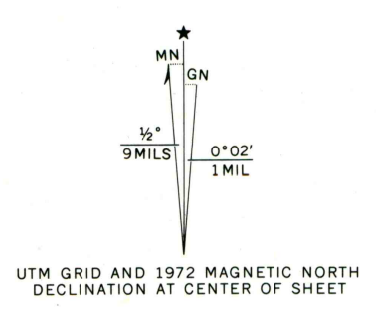 MN
GN
½°
9 MILS
0°02'
1 MIL
UTM GRID AND 1972 MAGNETIC NORTH
DECLINATION AT CENTER OF SHEET